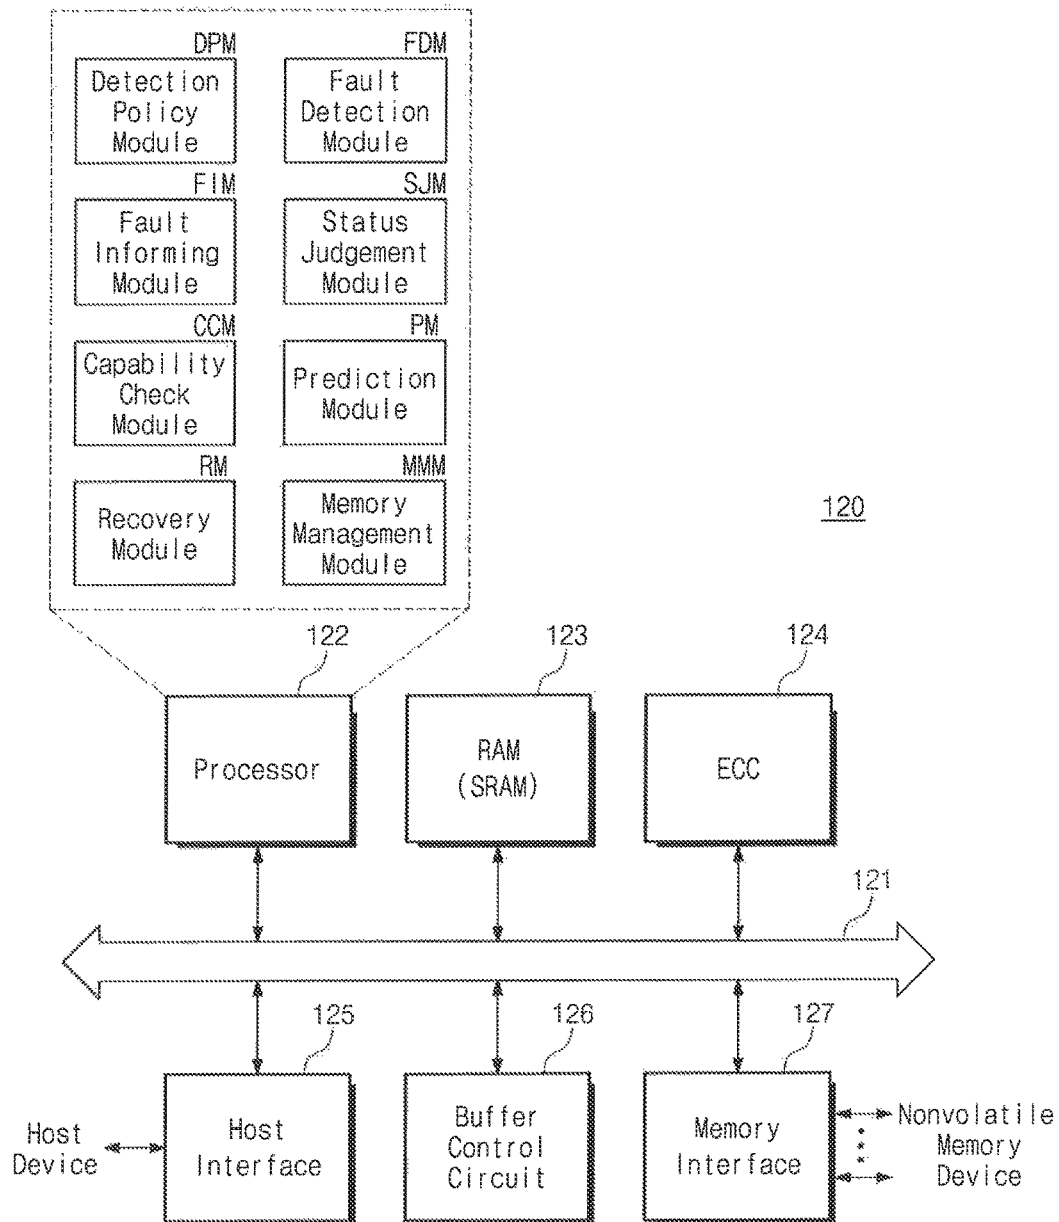 DPM
Detection
Policy
Module
FDM
Fault
Detection
Module
FIM
Fault
Informing
Module
SJM
Status
Judgement
Module
CCM
Capability
Check
Module
PM
Prediction
Module
RM
Recovery
Module
MMM
Memory
Management
Module
120
122
Processor
123
RAM
(SRAM)
124
ECC
121
125
Host
Interface
126
Buffer
Control
Circuit
127
Memory
Interface
Host
Device
Nonvolatile
Memory
Device